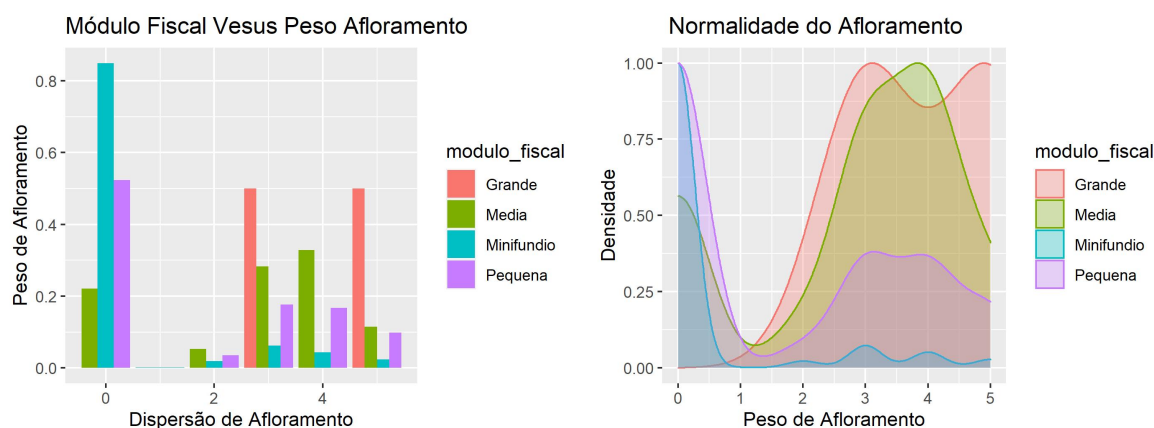 Módulo Fiscal Vesus Peso Afloramento
Peso de Afloramento
0.8
0.6
0.4
0.2
0.0
0
2
4
Dispersão de Afloramento
modulo_fiscal
Grande
Media
Minifundio
Pequena
Normalidade do Afloramento
Densidade
1.00
0.75
0.50
0.25
0.00
0
1
2
3
4
5
Peso de Afloramento
modulo_fiscal
Grande
Media
Minifundio
Pequena